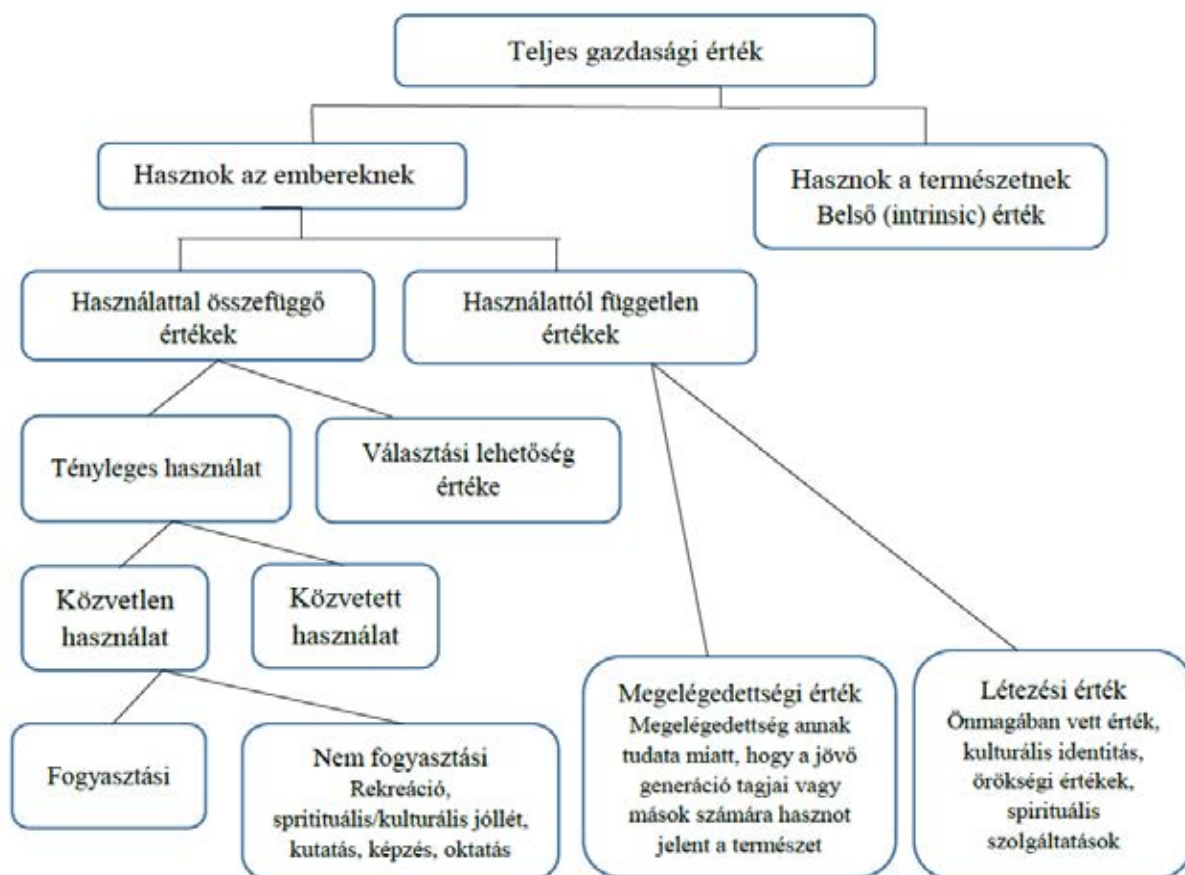 Teljes gazdasági érték
Hasznok az embereknek
Hasznok a természetnek
Belső (intrinsic) érték
Használattal összefüggő
értékek
Használattól független
értékek
Tényleges használat
Választási lehetőség
értéke
Közvetlen
használat
Közvetett
használat
Fogyasztási
Nem fogyasztási
Rekreáció,
spritituális/kulturális jóllét,
kutatás, képzés, oktatás
Megelégedettségi érték
Megelégedettség annak
tudata miatt, hogy a jövő
generáció tagjai vagy
mások számára hasznot
jelent a természet
Létezési érték
Önmagában vett érték,
kulturális identitás,
örökségi értékek,
spirituális
szolgáltatások